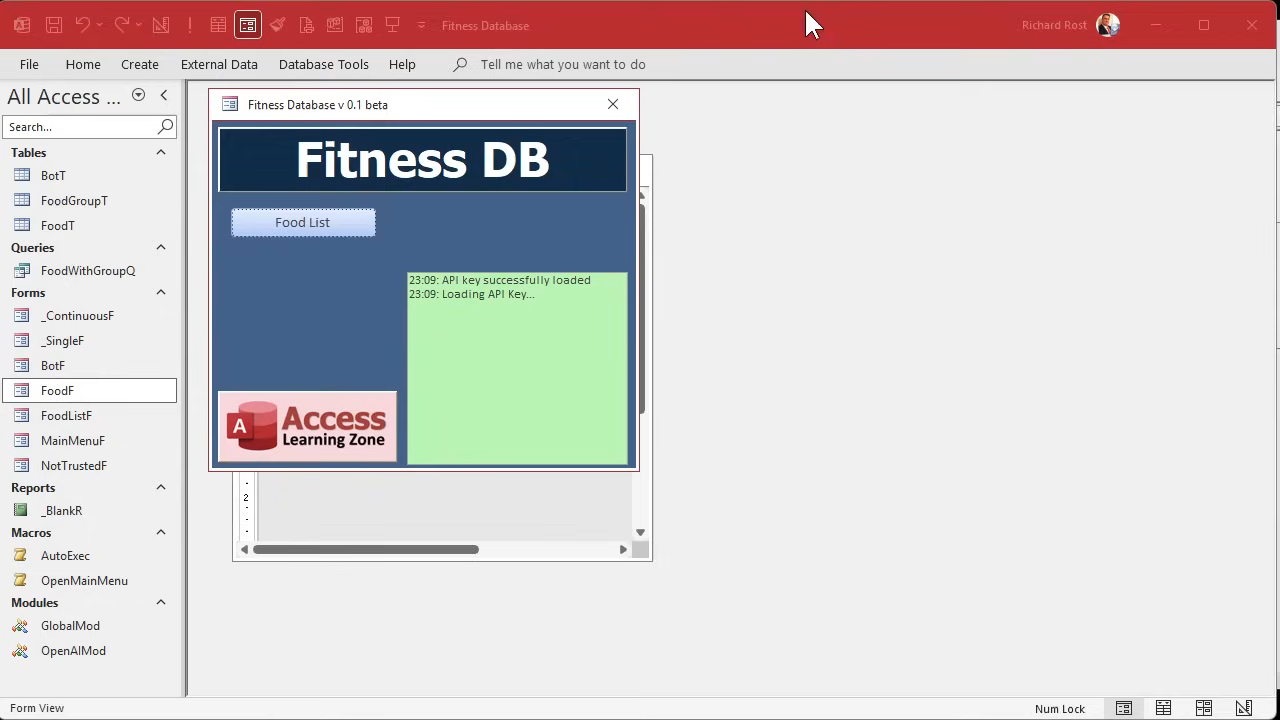 Fitness Database
Richard Rost
File Home Create External Data Database Tools Help Tell me what you want to do
All Access ...
Search...
Tables
BotT
FoodGroupT
FoodT
Queries
FoodWithGroupQ
Forms
_ContinuousF
_SingleF
BotF
FoodF
FoodListF
MainMenuF
NotTrustedF
Reports
_BlankR
Macros
AutoExec
OpenMainMenu
Modules
GlobalMod
OpenAIMod
Fitness Database v 0.1 beta
Fitness DB
Food List
23:09: API key successfully loaded
23:09: Loading API Key...
A Access
Learning Zone
2
Form View
Num Lock